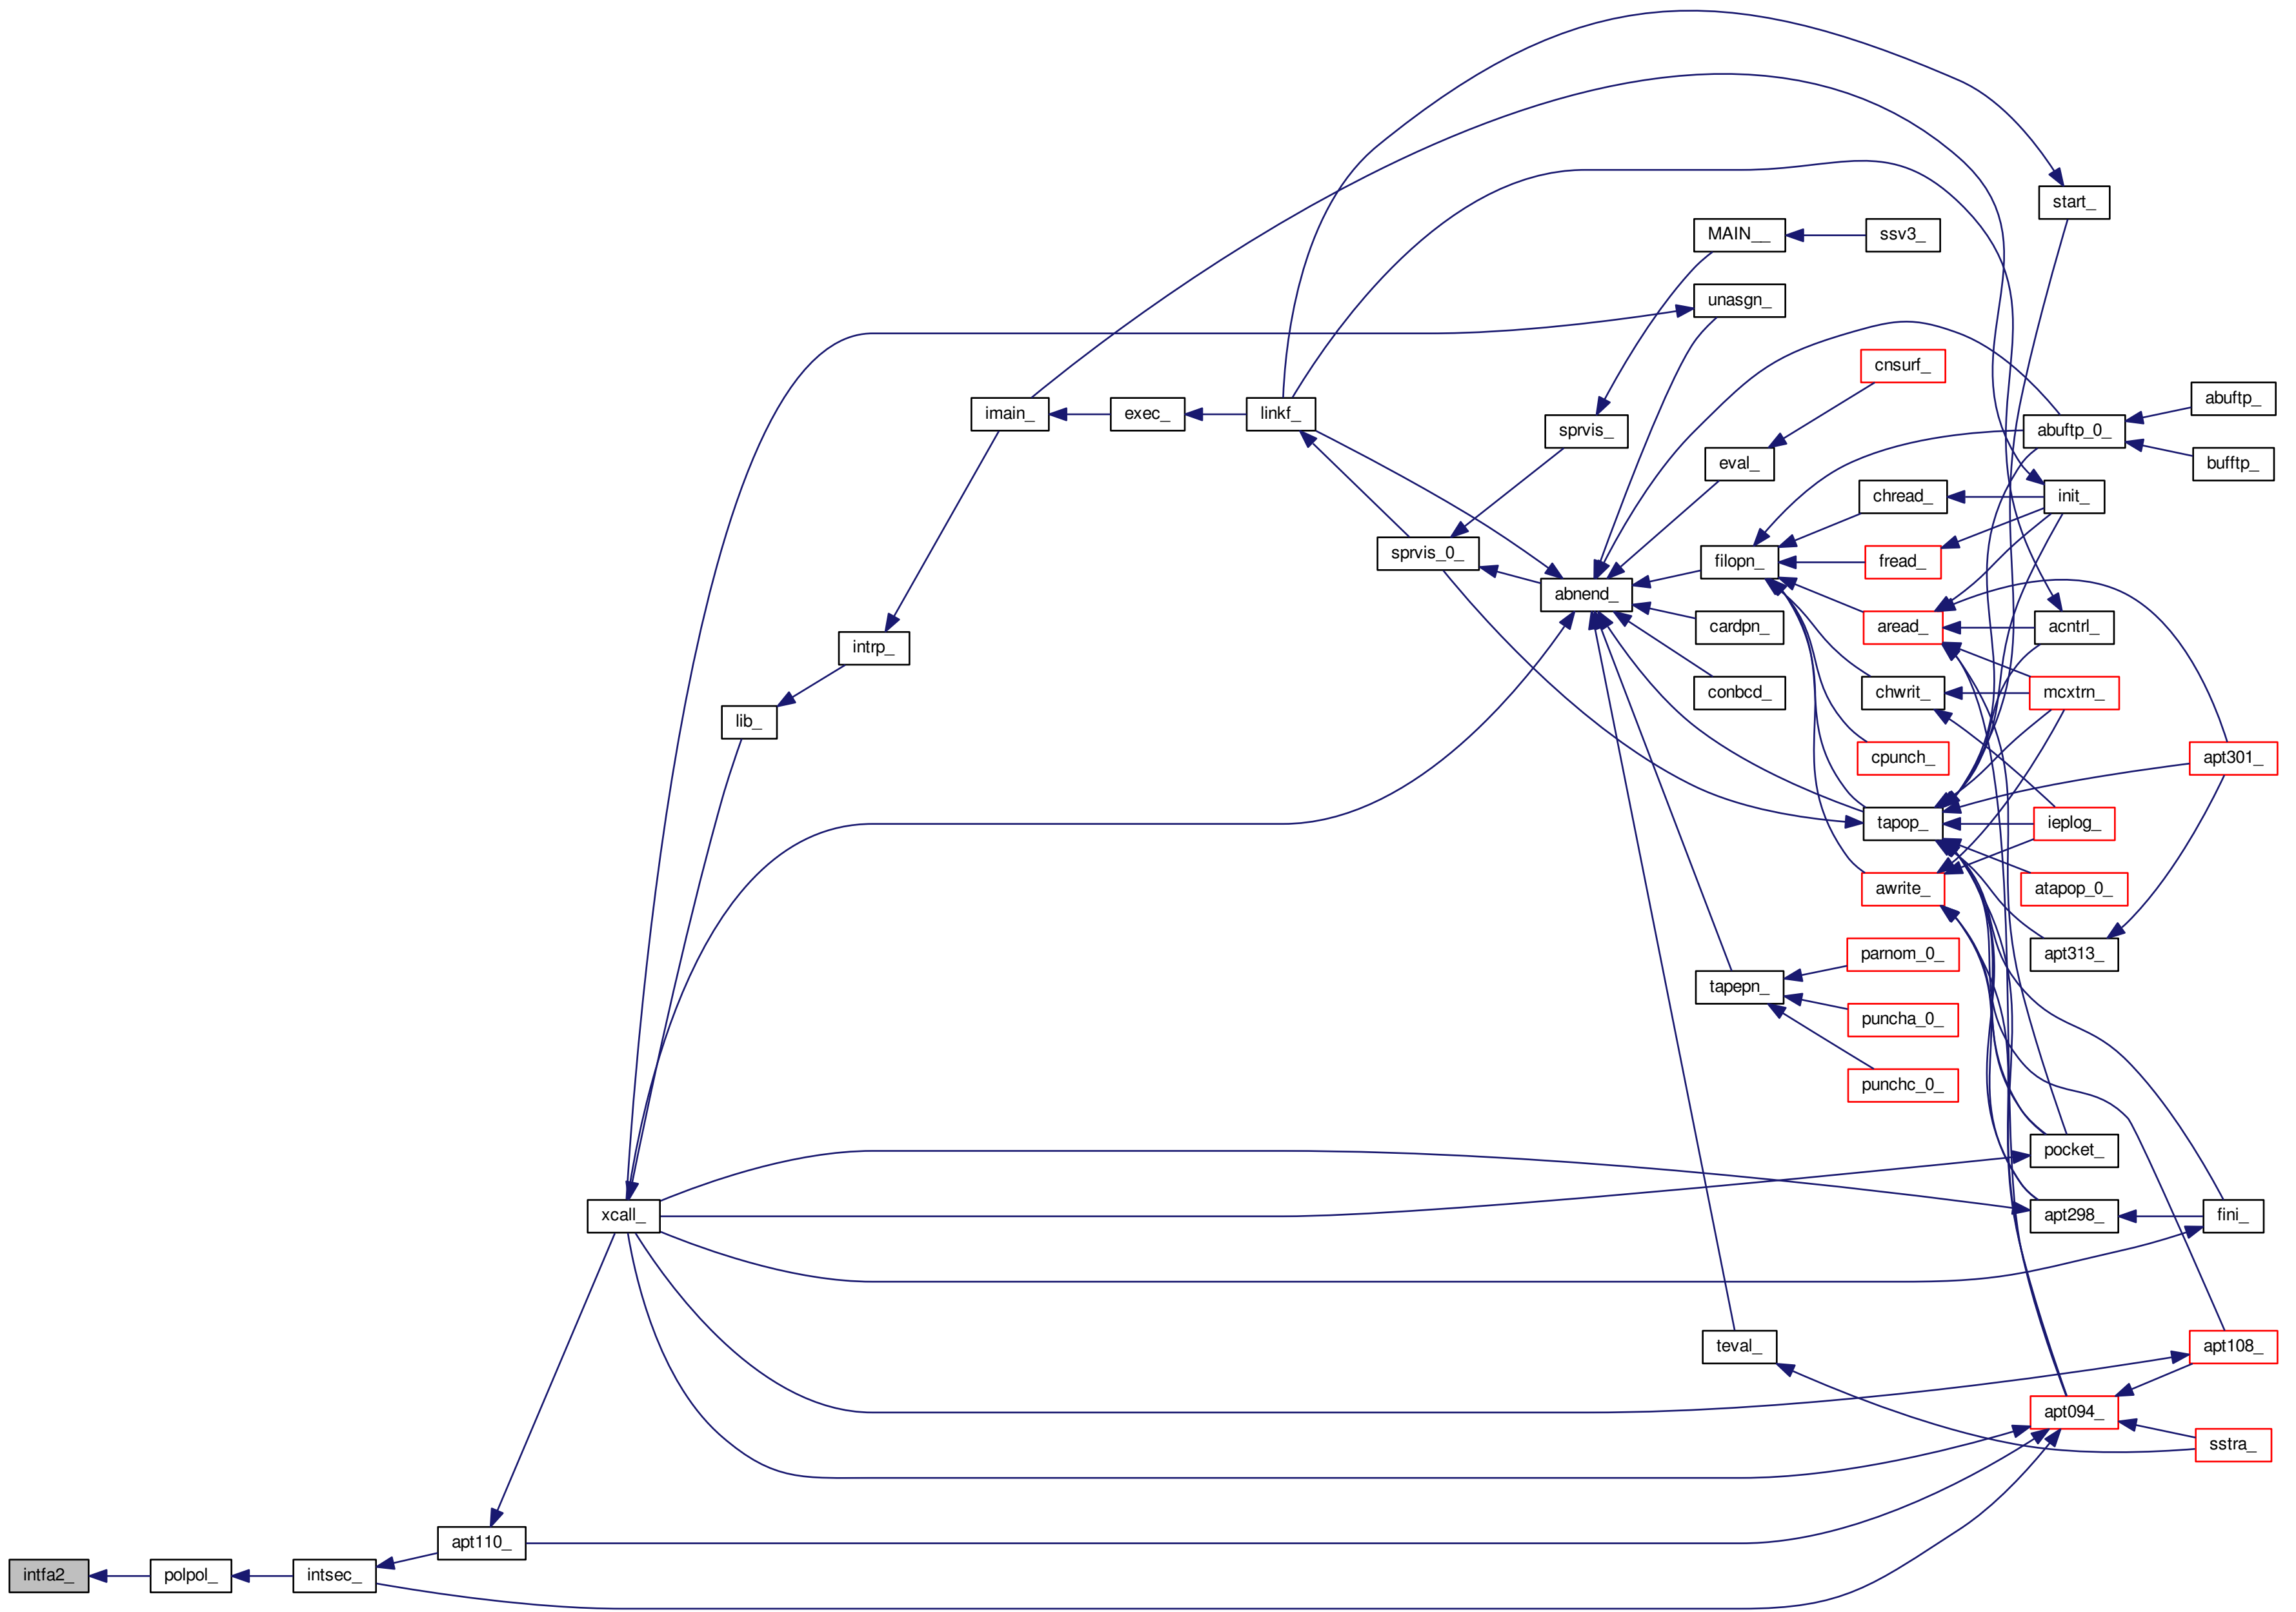 start_
MAIN__
ssv3_
unasgn_
cnsurf_
abuftp_
imain_
exec_
linkf_
sprvis_
abuftp_0_
eval_
bufftp_
chread_
init_
sprvis_0_
filopn_
fread_
abnend_
cardpn_
aread_
acntrl_
intrp_
conbcd_
chwrit_
mcxtrn_
lib_
cpunch_
apt301_
tapop_
ieplog_
awrite_
atapop_0_
parnom_0_
apt313_
tapepn_
puncha_0_
punchc_0_
pocket_
xcall_
apt298_
fini_
teval_
apt108_
apt094_
sstra_
apt110_
intfa2_
polpol_
intsec_